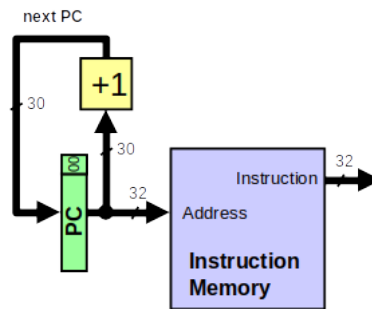 next PC
30
+1
30
00
PC
32
Instruction
32
Address
Instruction
Memory